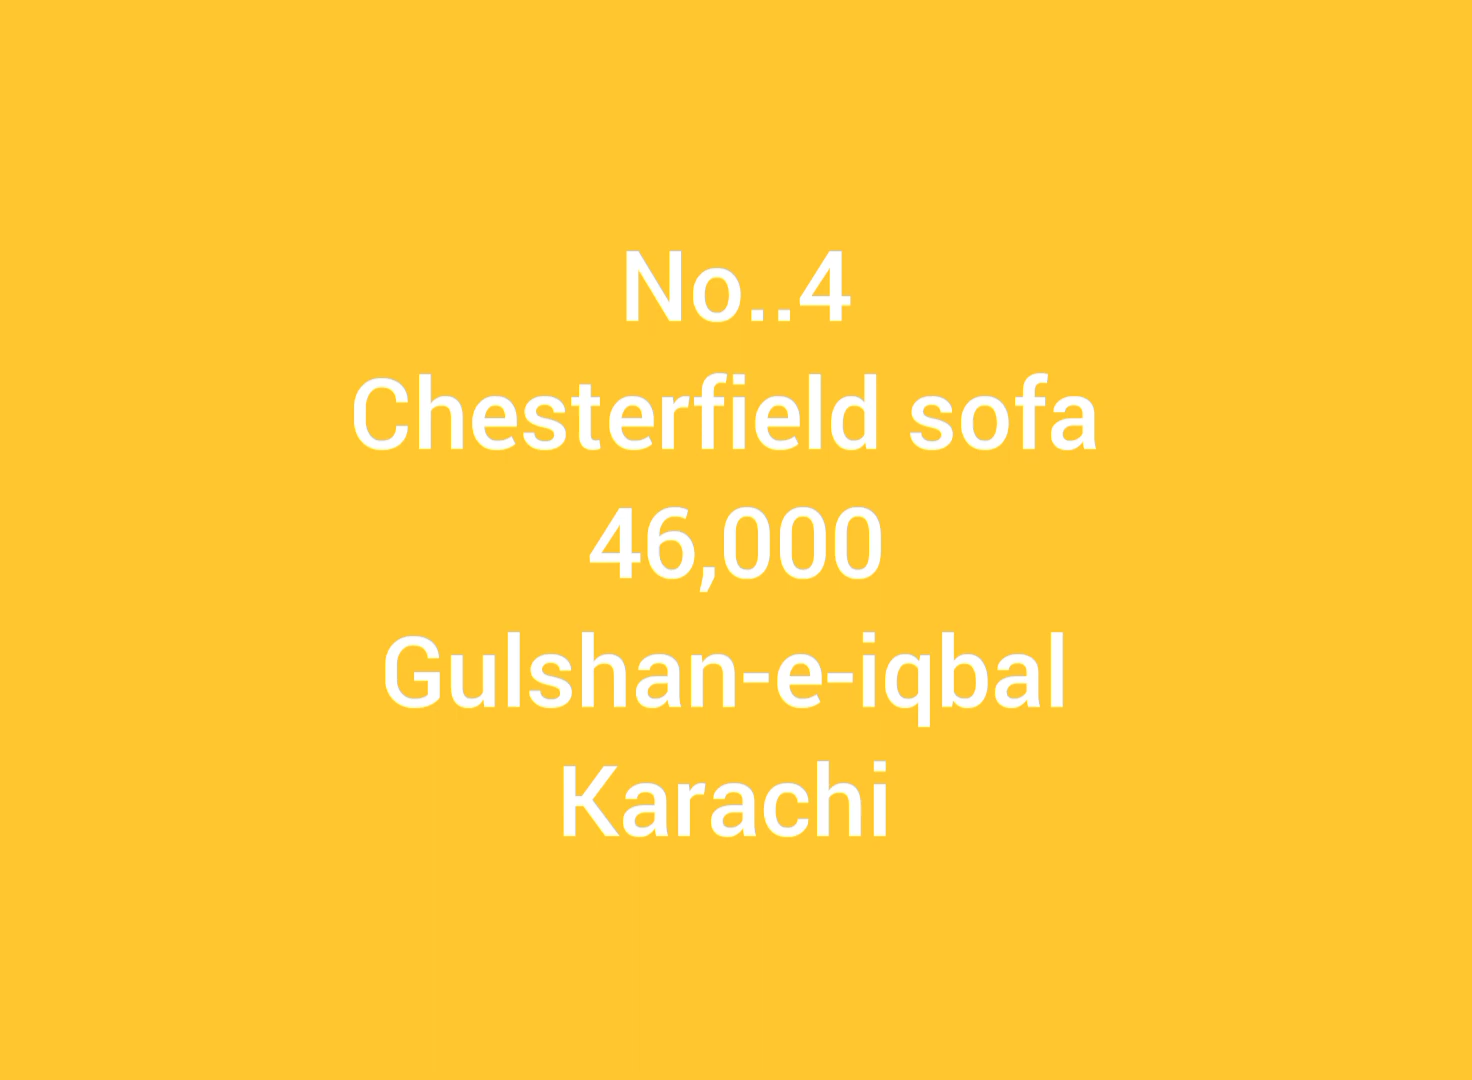 No..4
Chesterfield sofa
46,000
Gulshan-e-iqbal
Karachi